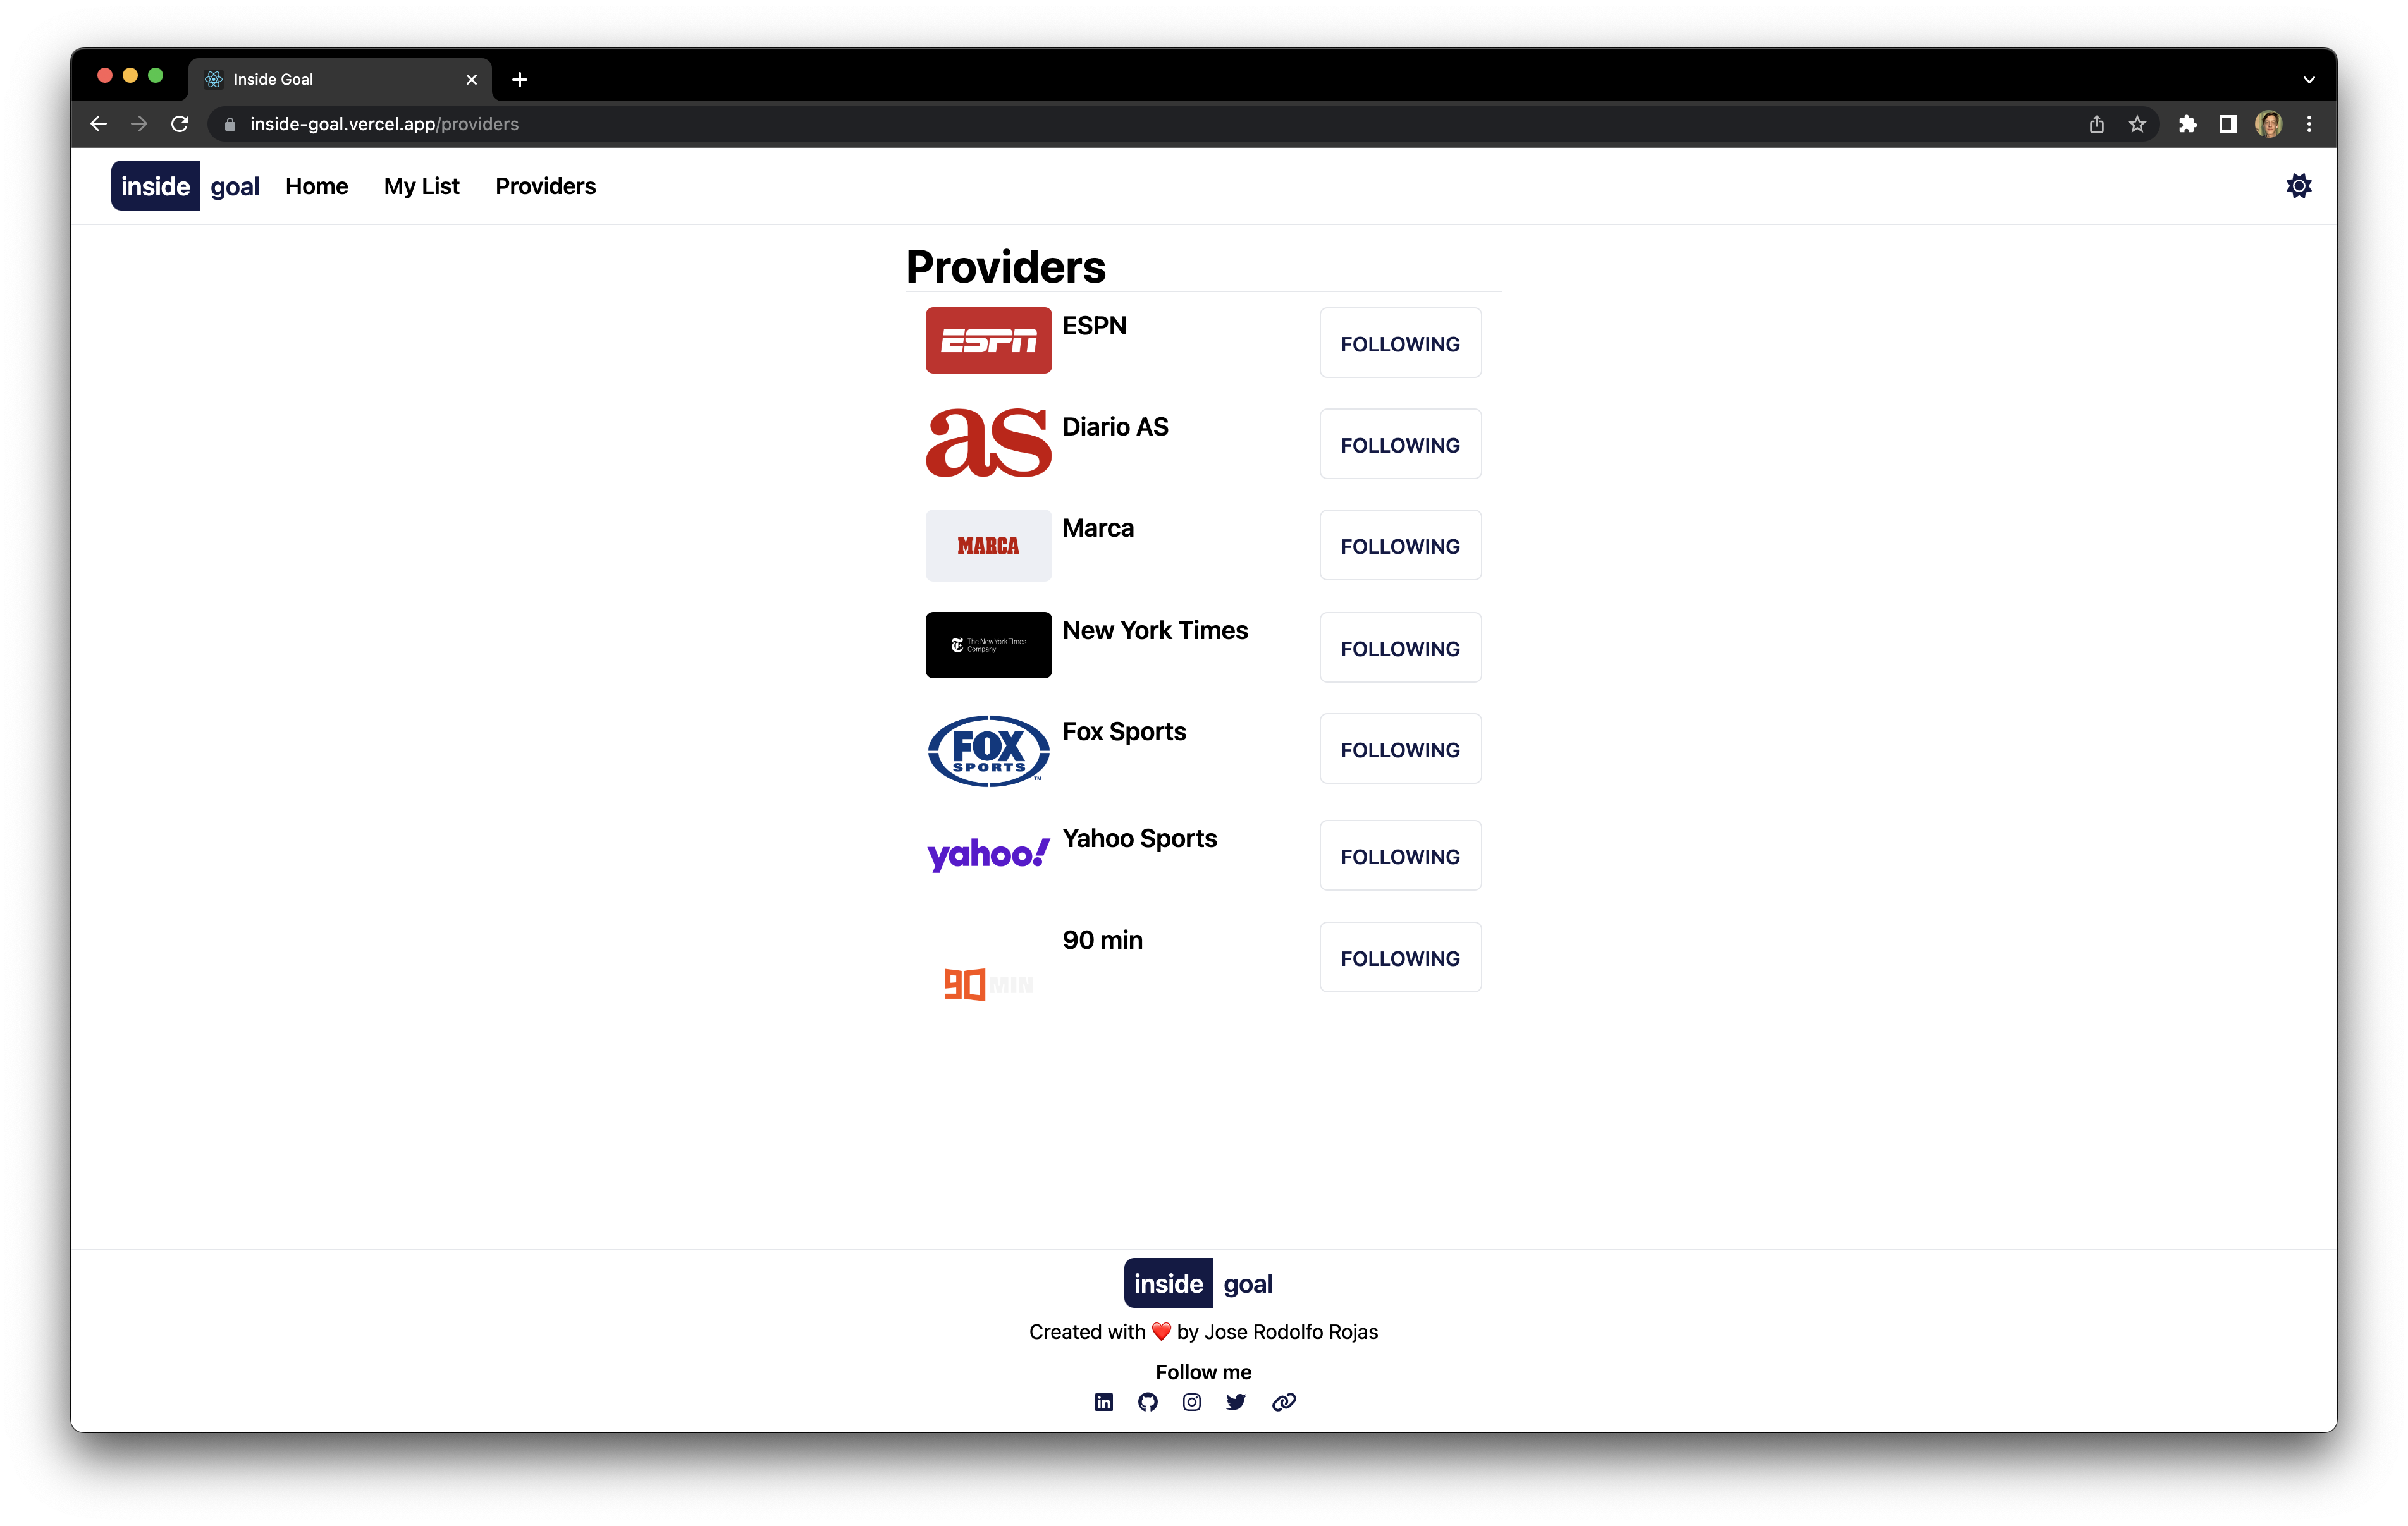 Inside Goal
inside-goal.vercel.app/providers
inside goal Home My List Providers
Providers
ESPN ESPN FOLLOWING
as Diario AS FOLLOWING
MARCA Marca FOLLOWING
The New York Times
Company
New York Times FOLLOWING
FOX
SPORTS
TM
Fox Sports FOLLOWING
yahoo! Yahoo Sports FOLLOWING
90 min FOLLOWING
90MIN
inside goal
Created with ❤️ by Jose Rodolfo Rojas
Follow me